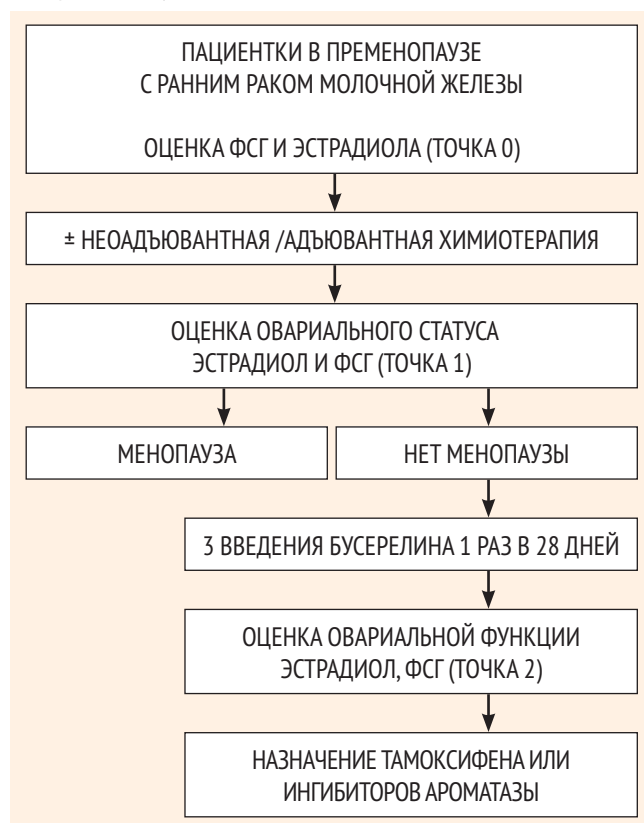 ПАЦИЕНТКИ В ПРЕМЕНОПАУЗЕ
С РАННИМ РАКОМ МОЛОЧНОЙ ЖЕЛЕЗЫ
ОЦЕНКА ФСГ И ЭСТРАДИОЛА (ТОЧКА 0)
± НЕОАДЪЮВАНТНАЯ /АДЪЮВАНТНАЯ ХИМИОТЕРАПИЯ
ОЦЕНКА ОВАРИАЛЬНОГО СТАТУСА
ЭСТРАДИОЛ И ФСГ (ТОЧКА 1)
МЕНОПАУЗА
НЕТ МЕНОПАУЗЫ
3 ВВЕДЕНИЯ БУСЕРЕЛИНА 1 РАЗ В 28 ДНЕЙ
ОЦЕНКА ОВАРИАЛЬНОЙ ФУНКЦИИ
ЭСТРАДИОЛ, ФСГ (ТОЧКА 2)
НАЗНАЧЕНИЕ ТАМОКСИФЕНА ИЛИ
ИНГИБИТОРОВ АРОМАТАЗЫ